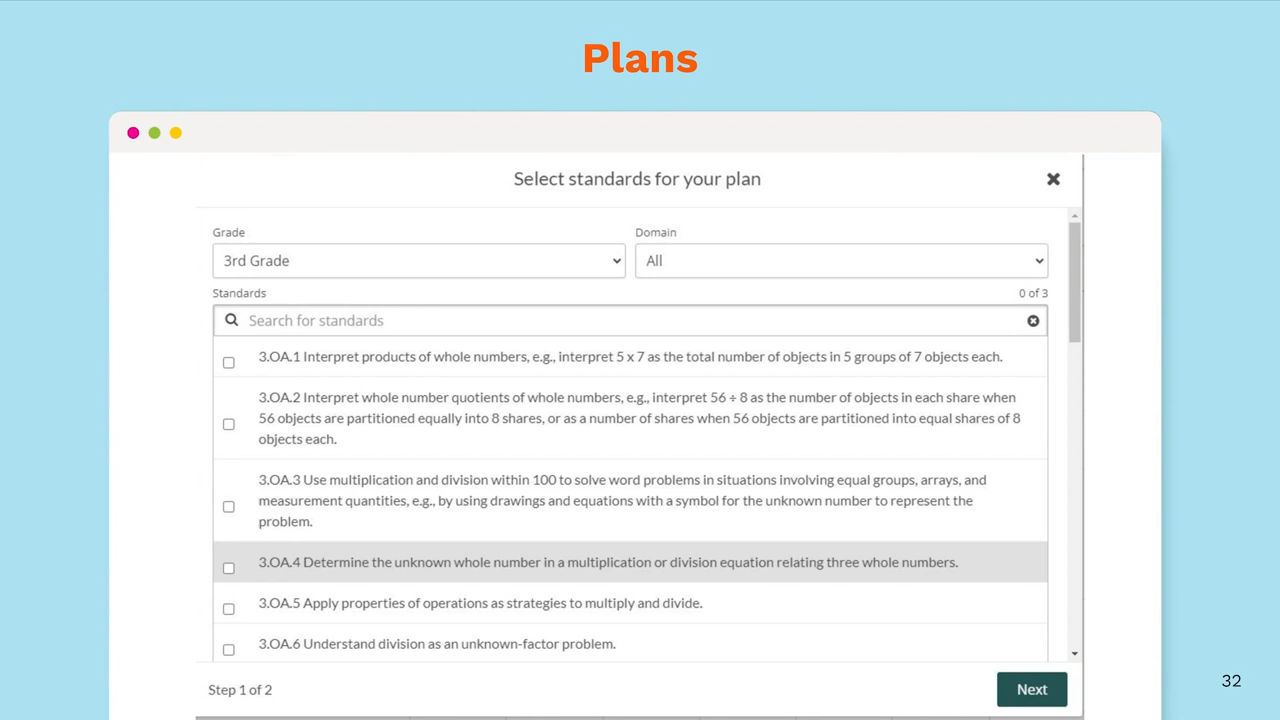 Plans
Select standards for your plan
Grade
Domain
3rd Grade
All
Standards
0 of 3
Search for standards
3.OA.1 Interpret products of whole numbers, e.g., interpret 5 x 7 as the total number of objects in 5 groups of 7 objects each.
3.OA.2 Interpret whole number quotients of whole numbers, e.g., interpret 56 ÷ 8 as the number of objects in each share when
56 objects are partitioned equally into 8 shares, or as a number of shares when 56 objects are partitioned into equal shares of 8
objects each.
3.OA.3 Use multiplication and division within 100 to solve word problems in situations involving equal groups, arrays, and
measurement quantities, e.g., by using drawings and equations with a symbol for the unknown number to represent the
problem.
3.OA.4 Determine the unknown whole number in a multiplication or division equation relating three whole numbers.
3.OA.5 Apply properties of operations as strategies to multiply and divide.
3.OA.6 Understand division as an unknown-factor problem.
Step 1 of 2
Next
32